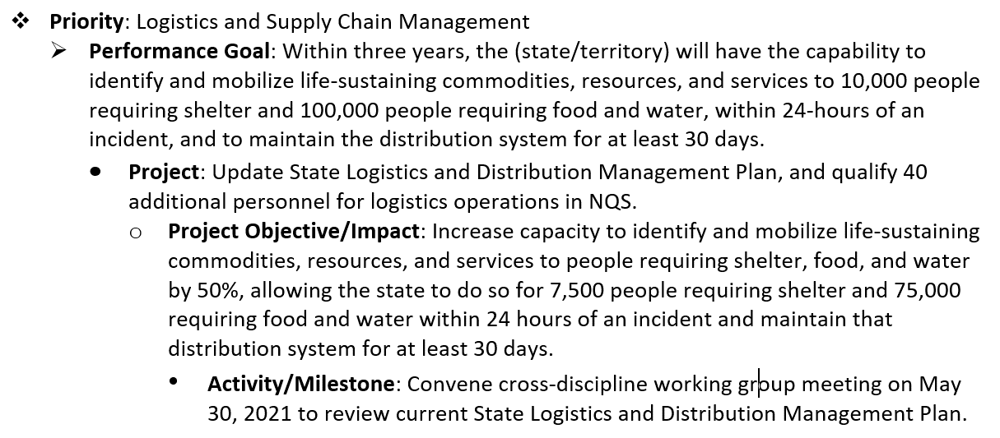 ❖ Priority: Logistics and Supply Chain Management
➢ Performance Goal: Within three years, the (state/territory) will have the capability to
identify and mobilize life-sustaining commodities, resources, and services to 10,000 people
requiring shelter and 100,000 people requiring food and water, within 24-hours of an
incident, and to maintain the distribution system for at least 30 days.
● Project: Update State Logistics and Distribution Management Plan, and qualify 40
additional personnel for logistics operations in NQS.
○ Project Objective/Impact: Increase capacity to identify and mobilize life-sustaining
commodities, resources, and services to people requiring shelter, food, and water
by 50%, allowing the state to do so for 7,500 people requiring shelter and 75,000
requiring food and water within 24 hours of an incident and maintain that
distribution system for at least 30 days.
• Activity/Milestone: Convene cross-discipline working group meeting on May
30, 2021 to review current State Logistics and Distribution Management Plan.